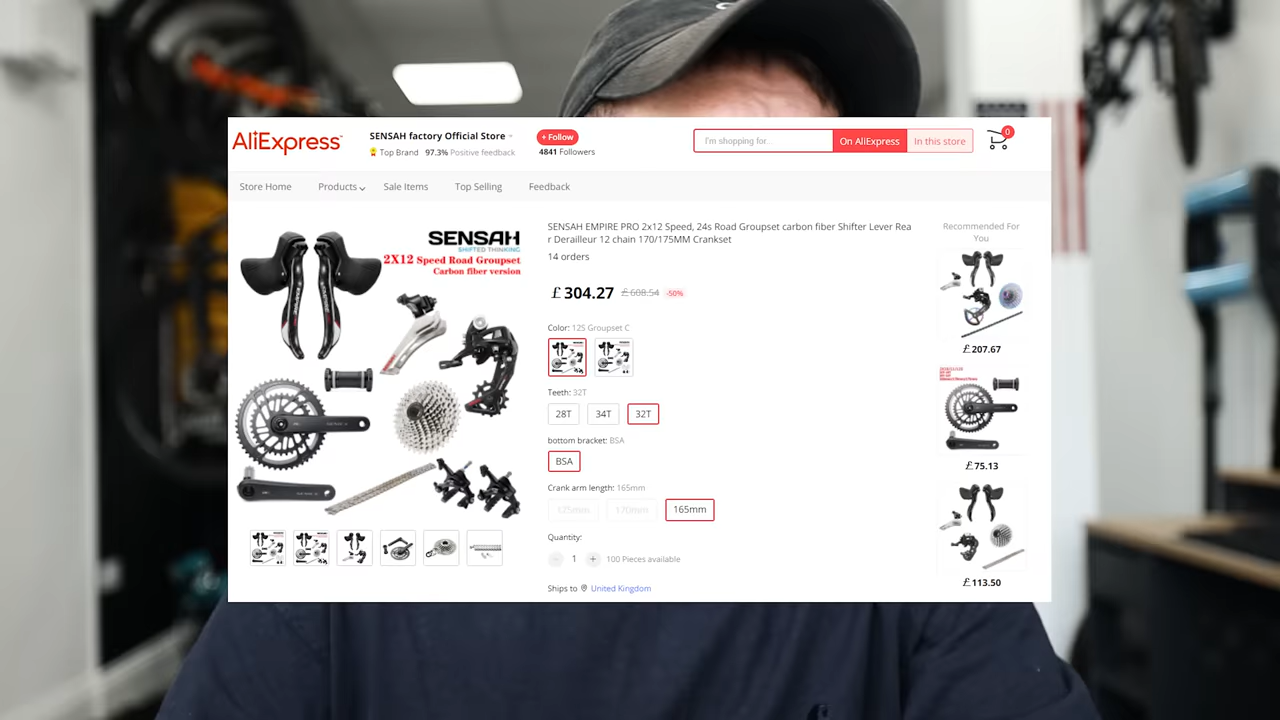 AliExpress
SENSAH factory Official Store
Top Brand 97.3% Positive feedback
+ Follow
4841 Followers
I'm shopping for..
On AliExpress
In this store
0
Store Home
Products
Sale Items
Top Selling
Feedback
SENSAH
SHIFTED THINKING
2X12 Speed Road Groupset
Carbon fiber version
SENSAH EMPIRE PRO 2x12 Speed, 24s Road Groupset carbon fiber Shifter Lever Rea
r Derailleur 12 chain 170/175MM Crankset
14 orders
£304.27 £608.54 -50%
Color: 12S Groupset C
Teeth: 32T
28T 34T 32T
bottom bracket: BSA
BSA
Crank arm length: 165mm
175mm 170mm 165mm
Quantity:
1 100 Pieces available
Ships to United Kingdom
Recommended For
You
£207.67
£75.13
£113.50